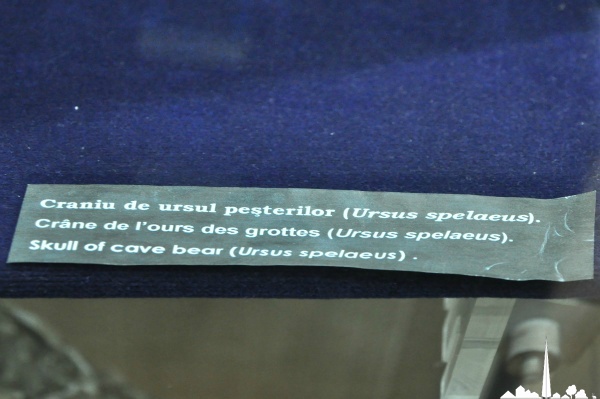 Craniu de ursul peşterilor (Ursus spelaeus).
Crâne de l'ours des grottes (Ursus spelaeus).
Skull of cave bear (Ursus spelaeus) .